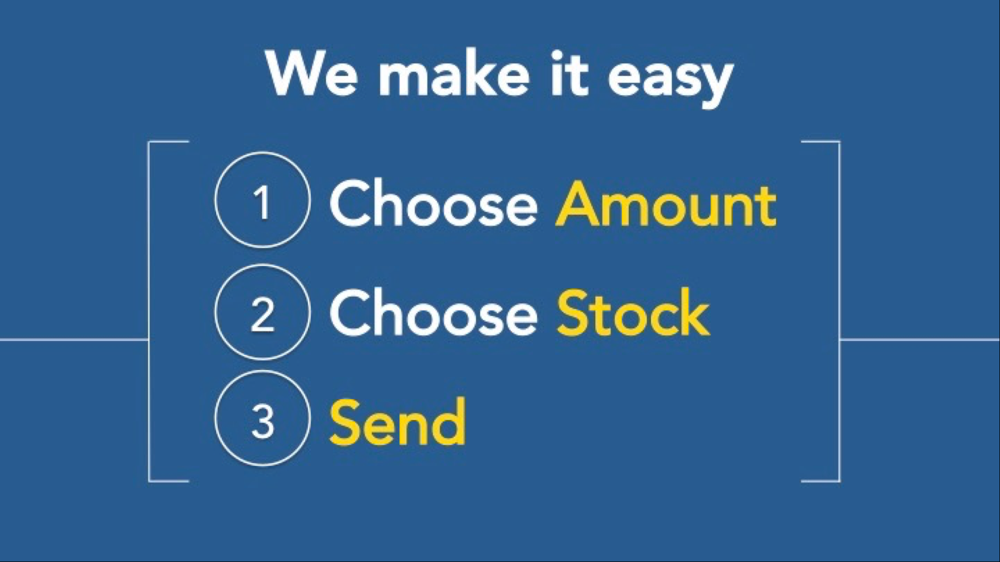 We make it easy
1 Choose Amount
2 Choose Stock
3 Send